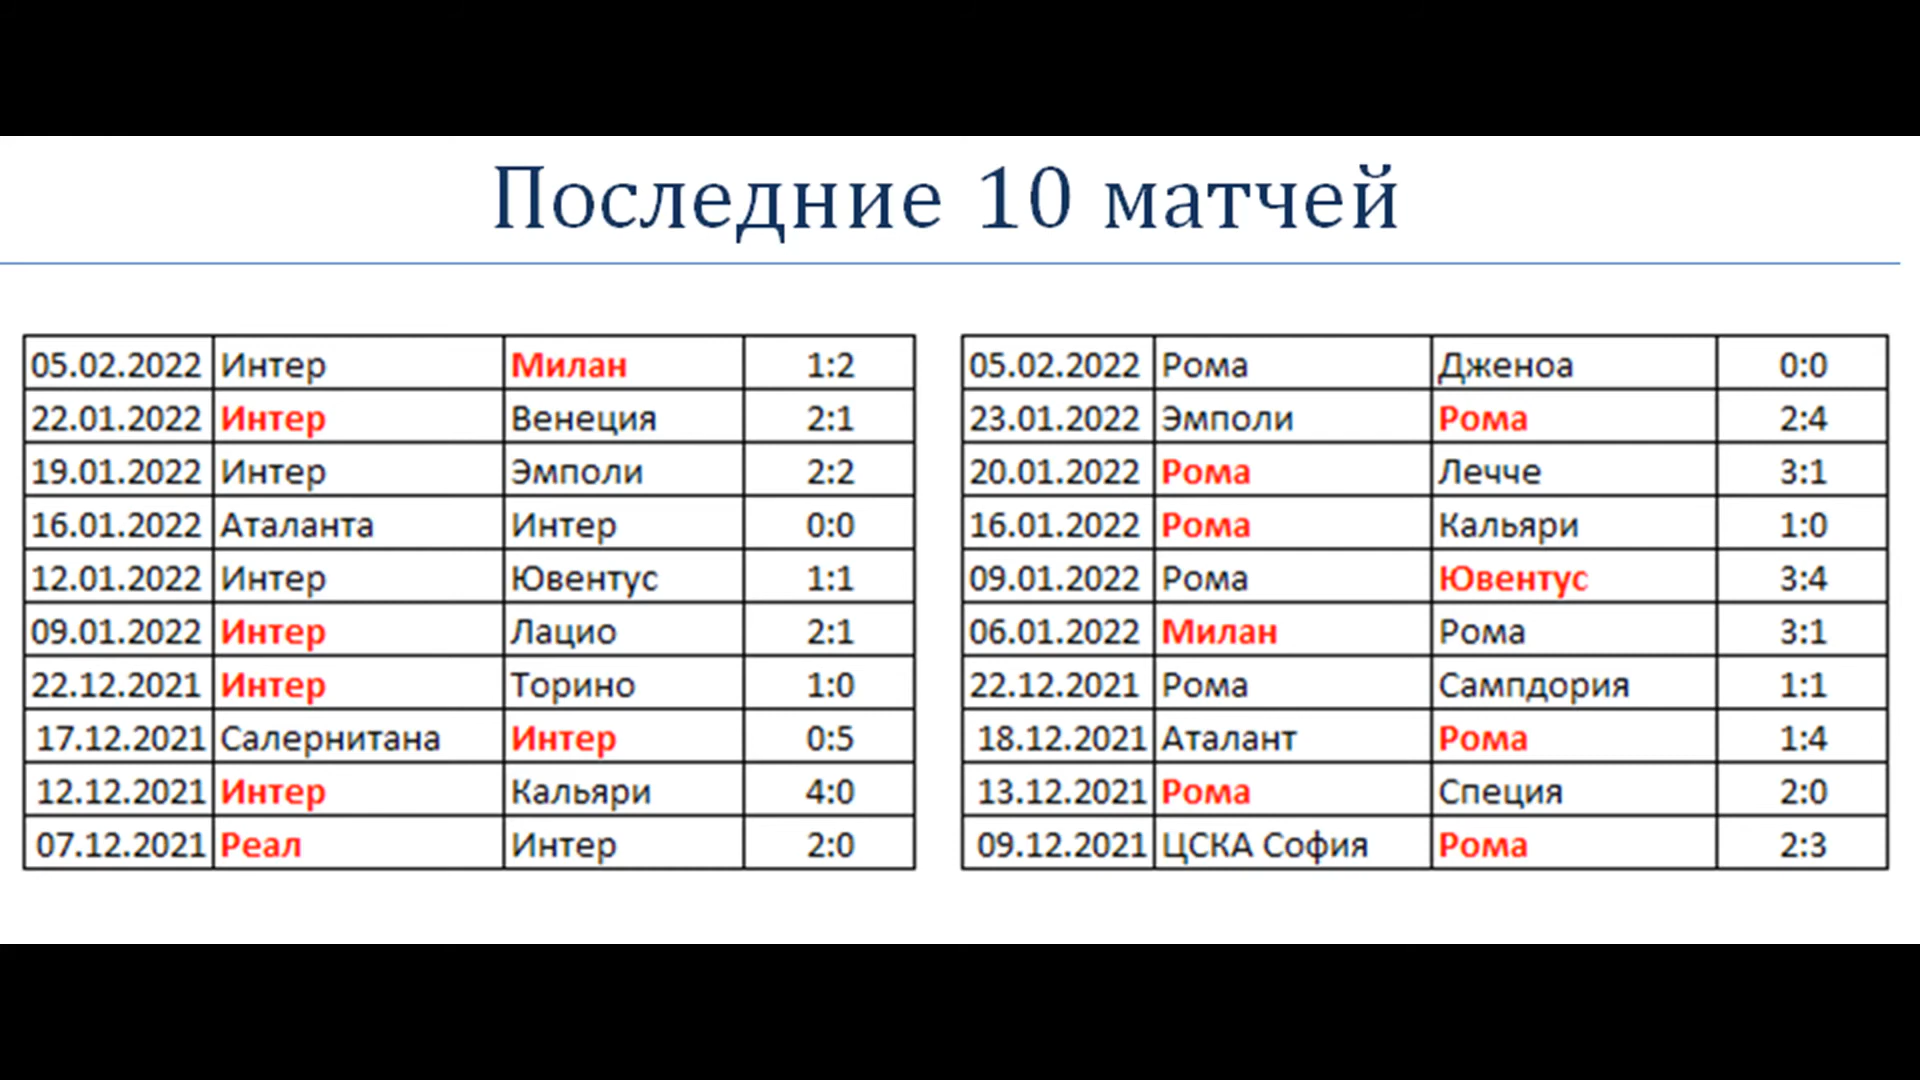 Последние 10 матчей
05.02.2022 Интер Милан 1:2
22.01.2022 Интер Венеция 2:1
19.01.2022 Интер Эмполи 2:2
16.01.2022 Аталанта Интер 0:0
12.01.2022 Интер Ювентус 1:1
09.01.2022 Интер Лацио 2:1
22.12.2021 Интер Торино 1:0
17.12.2021 Салернитана Интер 0:5
12.12.2021 Интер Кальяри 4:0
07.12.2021 Реал Интер 2:0
05.02.2022 Рома Дженоа 0:0
23.01.2022 Эмполи Рома 2:4
20.01.2022 Рома Лечче 3:1
16.01.2022 Рома Кальяри 1:0
09.01.2022 Рома Ювентус 3:4
06.01.2022 Милан Рома 3:1
22.12.2021 Рома Сампдория 1:1
18.12.2021 Аталант Рома 1:4
13.12.2021 Рома Специя 2:0
09.12.2021 ЦСКА София Рома 2:3